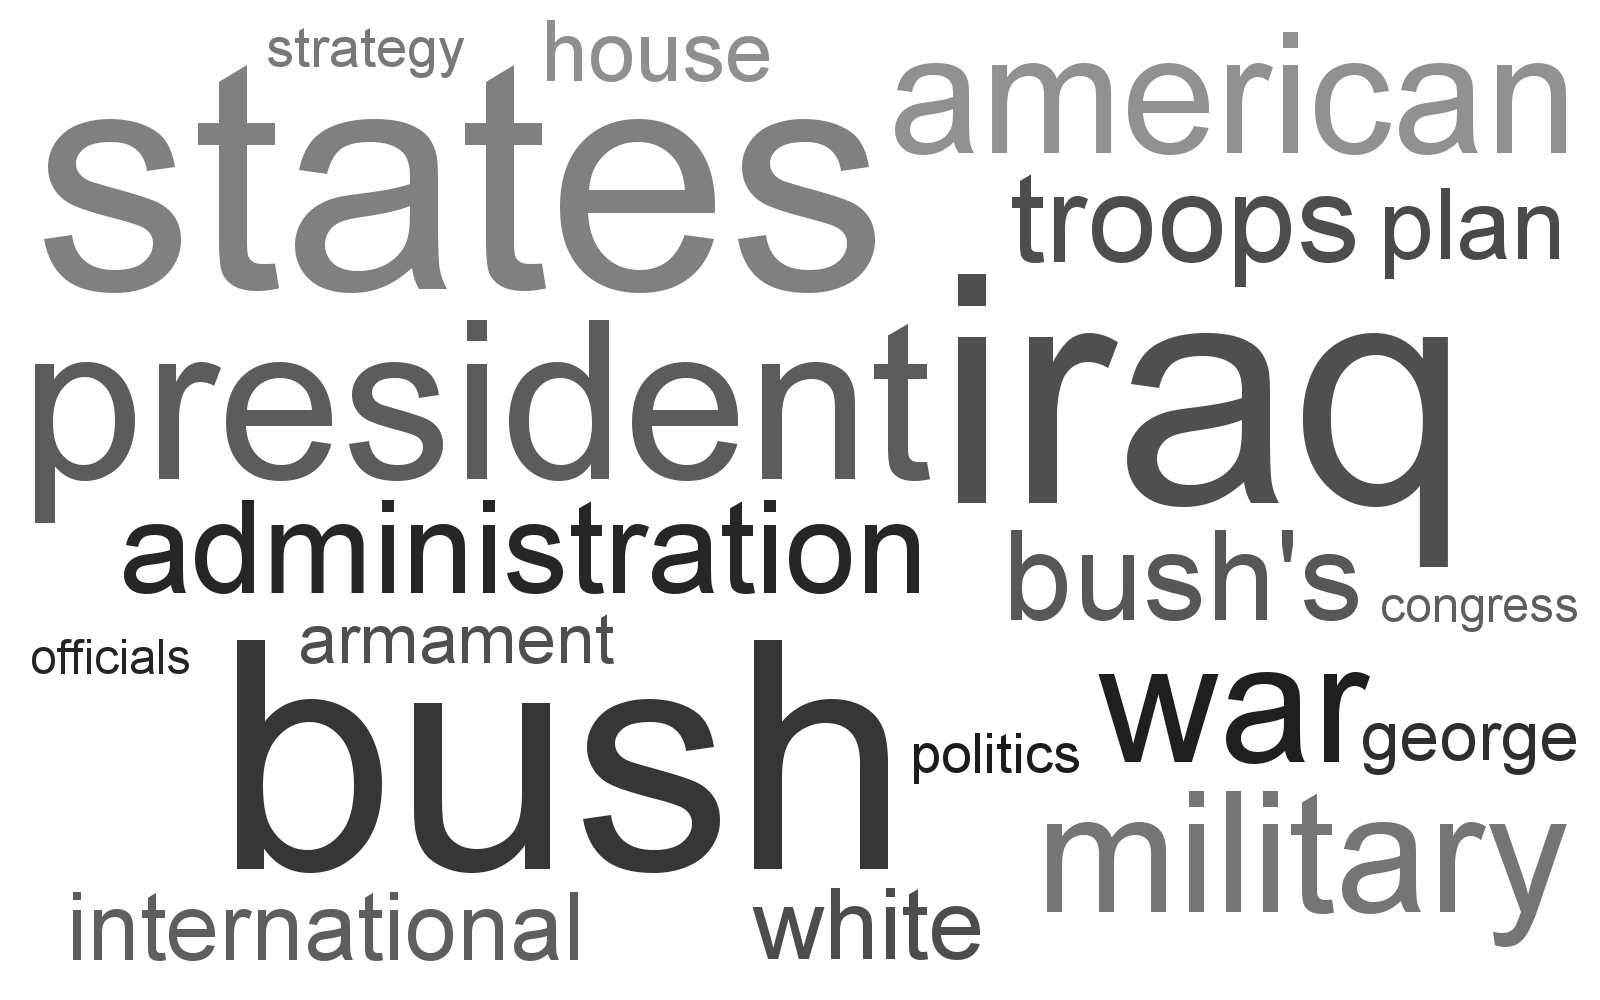 strategy house
states american
troops plan
president iraq
administration bush's
congress
armament
officials
bush war
politics george
military
international white